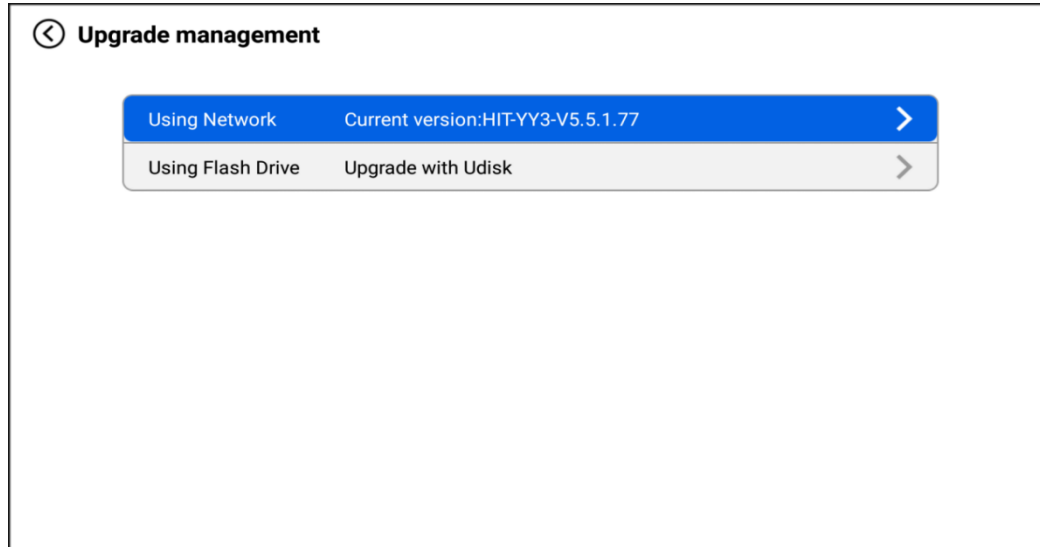 Upgrade management
Using Network Current version:HIT-YY3-V5.5.1.77
Using Flash Drive Upgrade with Udisk